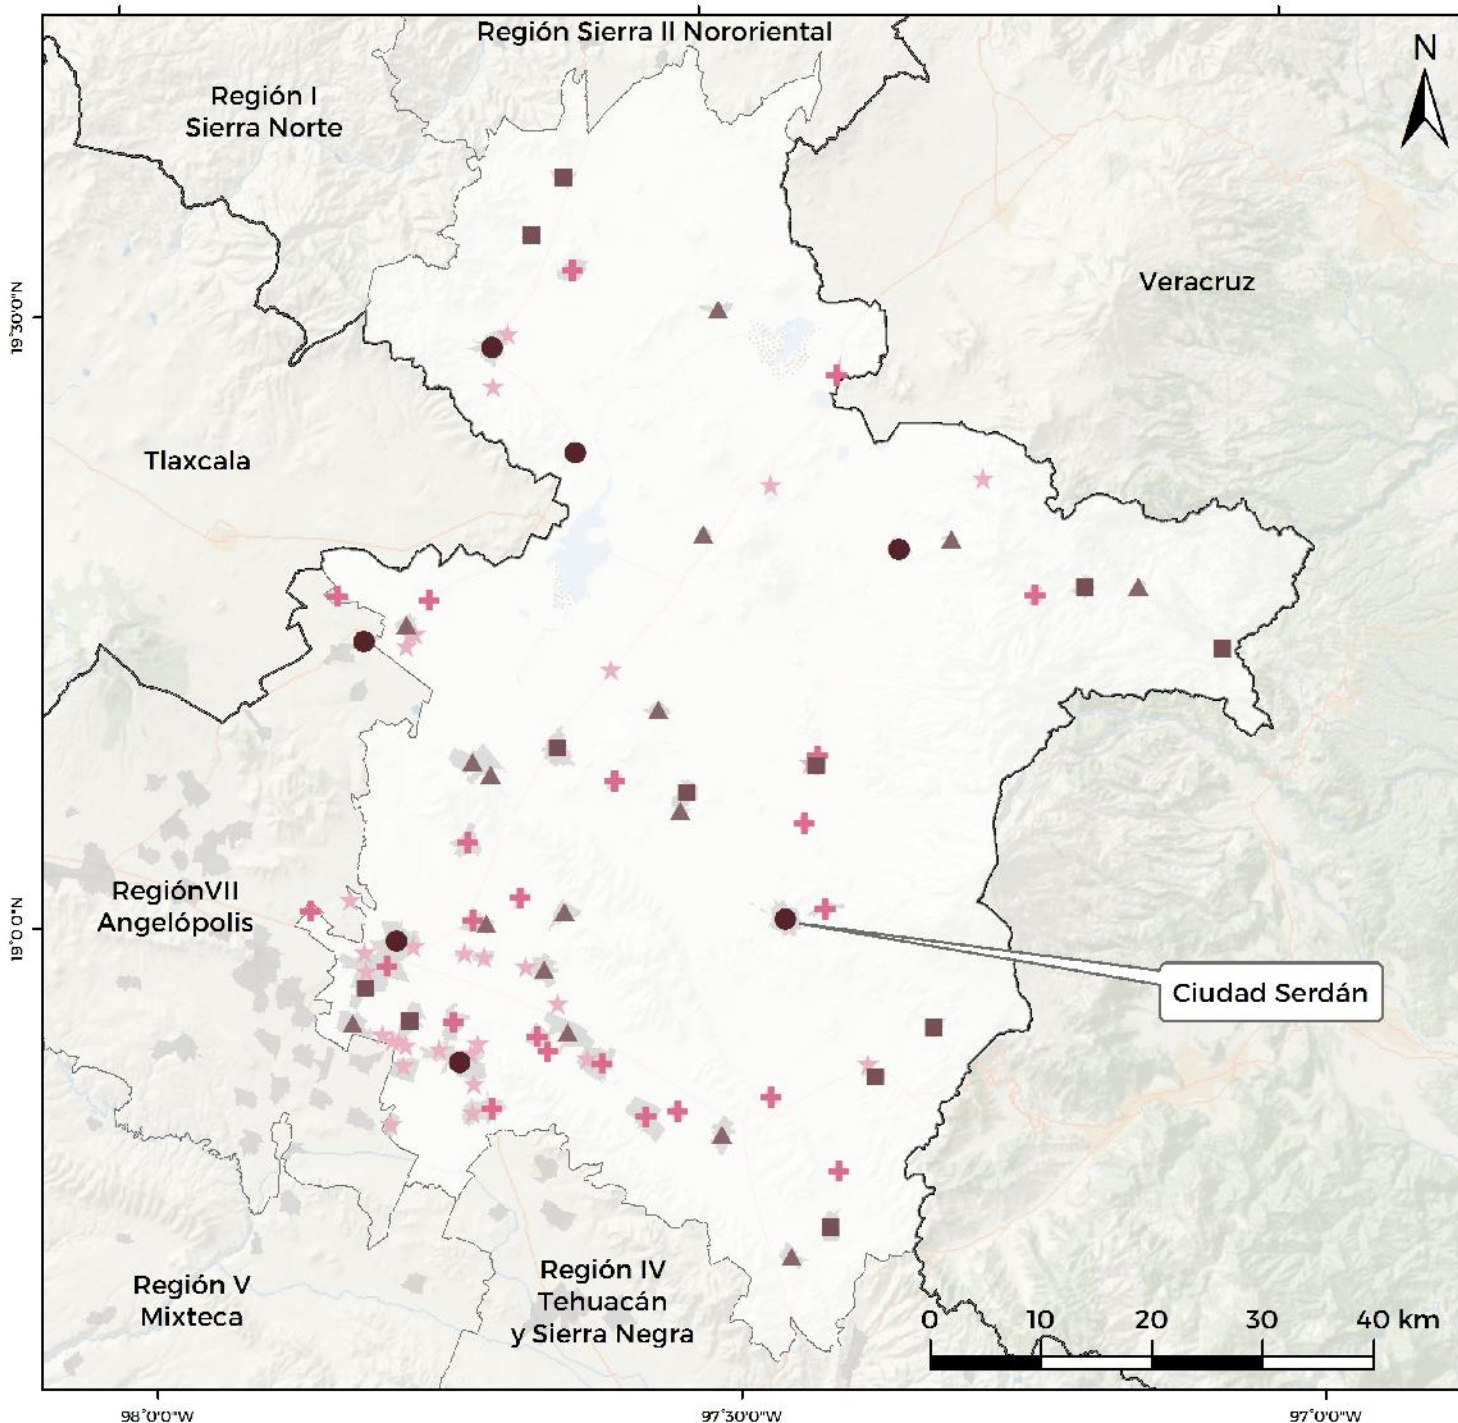 Región Sierra II Nororiental
N
Región I
Sierra Norte
Veracruz
19°30'0"N
Tlaxcala
RegiónVII
Angelópolis
19°0'0"N
Ciudad Serdán
Región V
Mixteca
Región IV
Tehuacán
y Sierra Negra
0 10 20 30 40 km
98°0'0"W 97°30'0"W 97°0'0"W